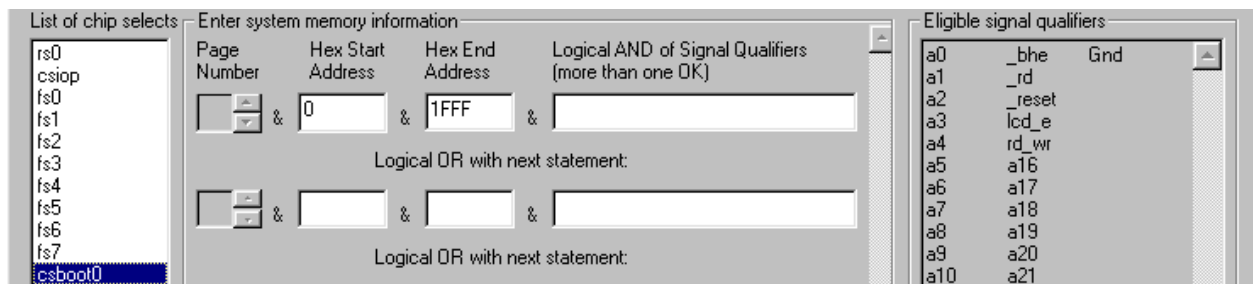 List of chip selects
rs0
csiop
fs0
fs1
fs2
fs3
fs4
fs5
fs6
fs7
csboot0
Enter system memory information
Page Number
Hex Start Address
Hex End Address
Logical AND of Signal Qualifiers
(more than one OK)
& 0 & 1FFF &
Logical OR with next statement:
& & &
Logical OR with next statement:
Eligible signal qualifiers
a0 _bhe Gnd
a1 _rd
a2 _reset
a3 lcd_e
a4 rd_wr
a5 a16
a6 a17
a7 a18
a8 a19
a9 a20
a10 a21